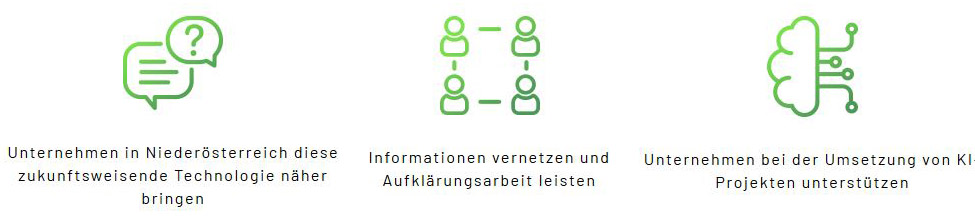 Unternehmen in Niederösterreich diese
zukunftsweisende Technologie näher
bringen
Informationen vernetzen und
Aufklärungsarbeit leisten
Unternehmen bei der Umsetzung von KI-
Projekten unterstützen